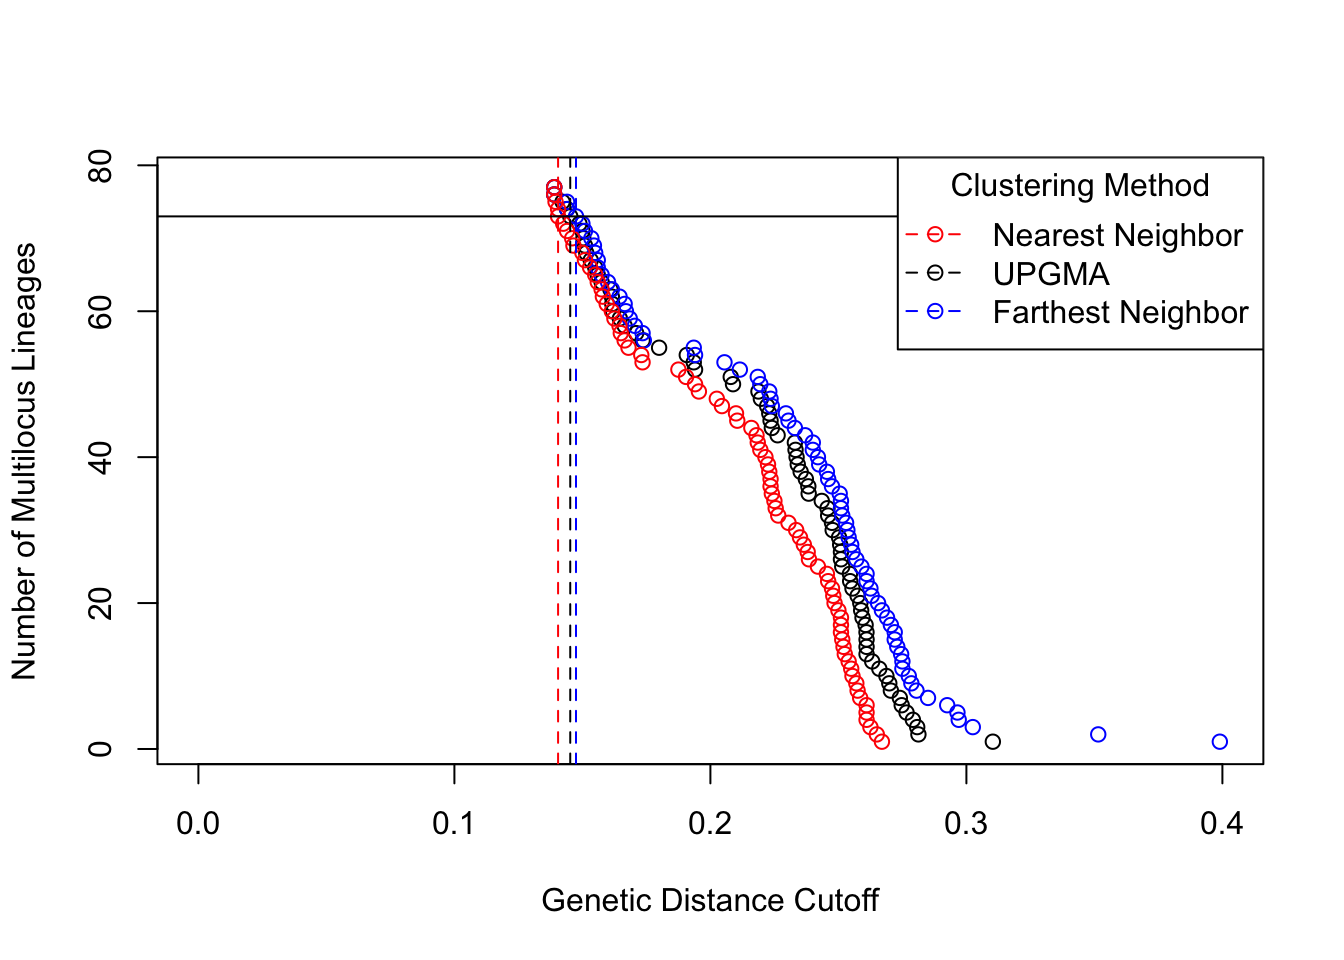 Clustering Method
Nearest Neighbor
UPGMA
Farthest Neighbor
Number of Multilocus Lineages
80
60
40
20
0
0.0
0.1
0.2
0.3
0.4
Genetic Distance Cutoff